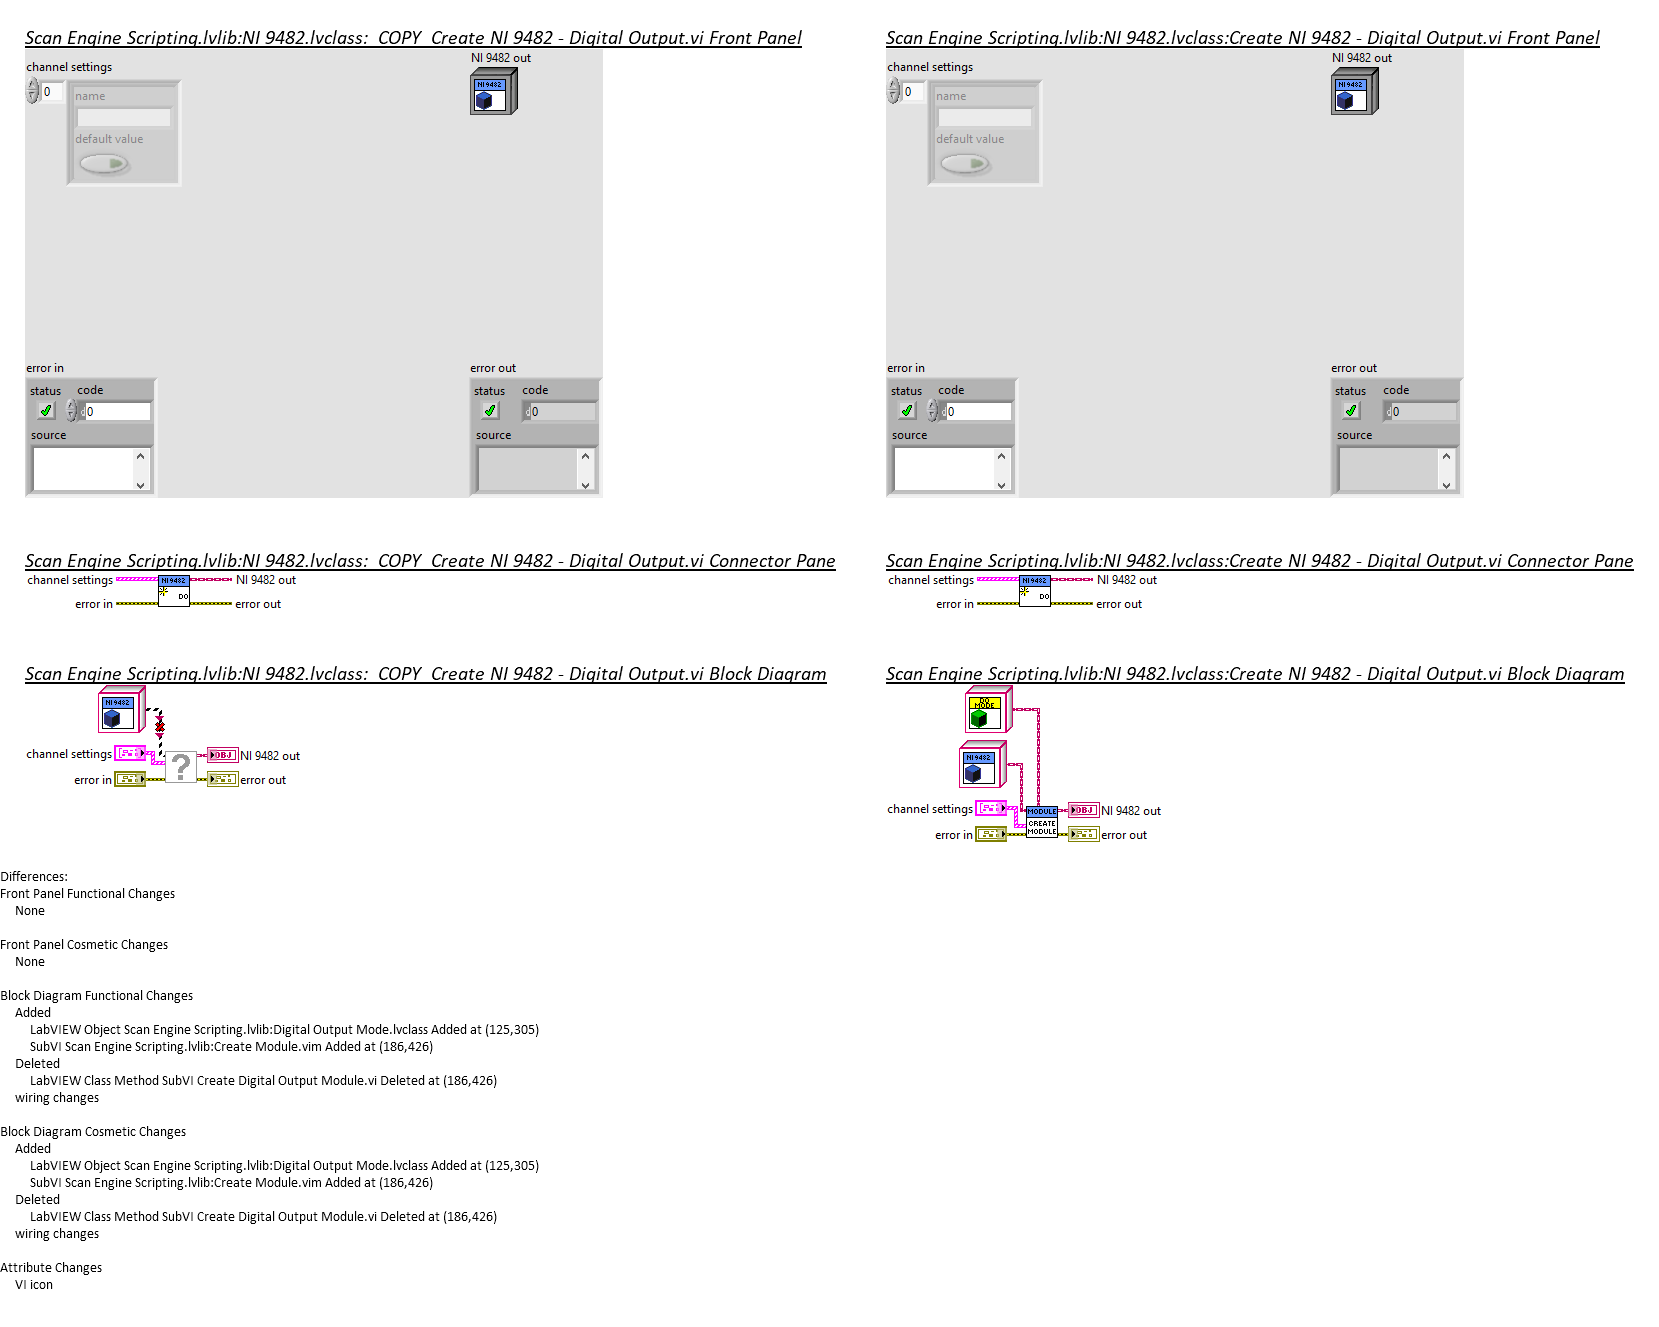 Scan Engine Scripting.lvlib:NI 9482.lvclass:_COPY_Create NI 9482 - Digital Output.vi Front Panel
channel settings
0
name
default value
NI 9482 out
NI 9482
error in
status
code
d 0
source
error out
status
code
d 0
source
Scan Engine Scripting.lvlib:NI 9482.lvclass:Create NI 9482 - Digital Output.vi Front Panel
channel settings
0
name
default value
NI 9482 out
NI 9482
error in
status
code
d 0
source
error out
status
code
d 0
source
Scan Engine Scripting.lvlib:NI 9482.lvclass:_COPY_Create NI 9482 - Digital Output.vi Connector Pane
channel settings
NI 9482
DO
NI 9482 out
error in
error out
Scan Engine Scripting.lvlib:NI 9482.lvclass:Create NI 9482 - Digital Output.vi Connector Pane
channel settings
NI 9482
DO
NI 9482 out
error in
error out
Scan Engine Scripting.lvlib:NI 9482.lvclass:_COPY_Create NI 9482 - Digital Output.vi Block Diagram
NI 9482
channel settings
?
OBJ
NI 9482 out
error in
error out
Scan Engine Scripting.lvlib:NI 9482.lvclass:Create NI 9482 - Digital Output.vi Block Diagram
DO
MODE
NI 9482
channel settings
MODULE
CREATE
MODULE
OBJ
NI 9482 out
error in
error out
Differences:
Front Panel Functional Changes
None
Front Panel Cosmetic Changes
None
Block Diagram Functional Changes
Added
LabVIEW Object Scan Engine Scripting.lvlib:Digital Output Mode.lvclass Added at (125,305)
SubVI Scan Engine Scripting.lvlib:Create Module.vim Added at (186,426)
Deleted
LabVIEW Class Method SubVI Create Digital Output Module.vi Deleted at (186,426)
wiring changes
Block Diagram Cosmetic Changes
Added
LabVIEW Object Scan Engine Scripting.lvlib:Digital Output Mode.lvclass Added at (125,305)
SubVI Scan Engine Scripting.lvlib:Create Module.vim Added at (186,426)
Deleted
LabVIEW Class Method SubVI Create Digital Output Module.vi Deleted at (186,426)
wiring changes
Attribute Changes
VI icon